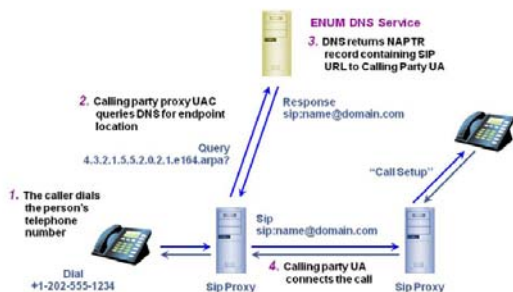 ENUM DNS Service
3. DNS returns NAPTR
record containing SIP
URL to Calling Party UA
2. Calling party proxy UAC
queries DNS for endpoint
location
Response
sip:name@domain.com
Query
4.3.2.1.5.5.5.2.0.2.1.e164.arpa?
"Call Setup"
1. The caller dials
the person's
telephone
number
Sip
sip:name@domain.com
4. Calling party UA
connects the call
Dial
+1-202-555-1234
Sip Proxy
Sip Proxy